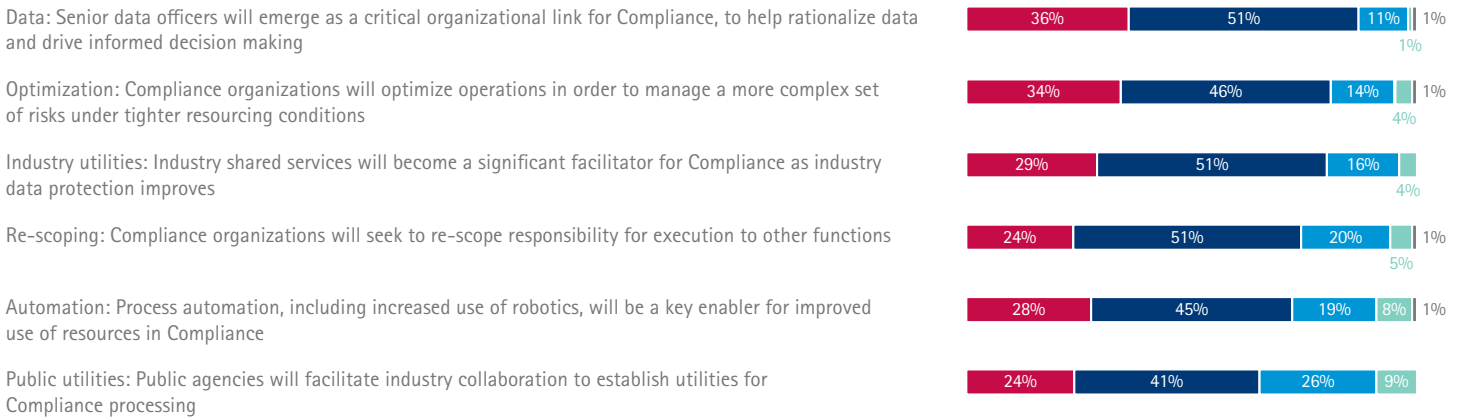 Data: Senior data officers will emerge as a critical organizational link for Compliance, to help rationalize data
and drive informed decision making
36% 51% 11% 1%
1%
Optimization: Compliance organizations will optimize operations in order to manage a more complex set
of risks under tighter resourcing conditions
34% 46% 14% 1%
4%
Industry utilities: Industry shared services will become a significant facilitator for Compliance as industry
data protection improves
29% 51% 16%
4%
Re-scoping: Compliance organizations will seek to re-scope responsibility for execution to other functions
24% 51% 20% 1%
5%
Automation: Process automation, including increased use of robotics, will be a key enabler for improved
use of resources in Compliance
28% 45% 19% 8% 1%
Public utilities: Public agencies will facilitate industry collaboration to establish utilities for
Compliance processing
24% 41% 26% 9%